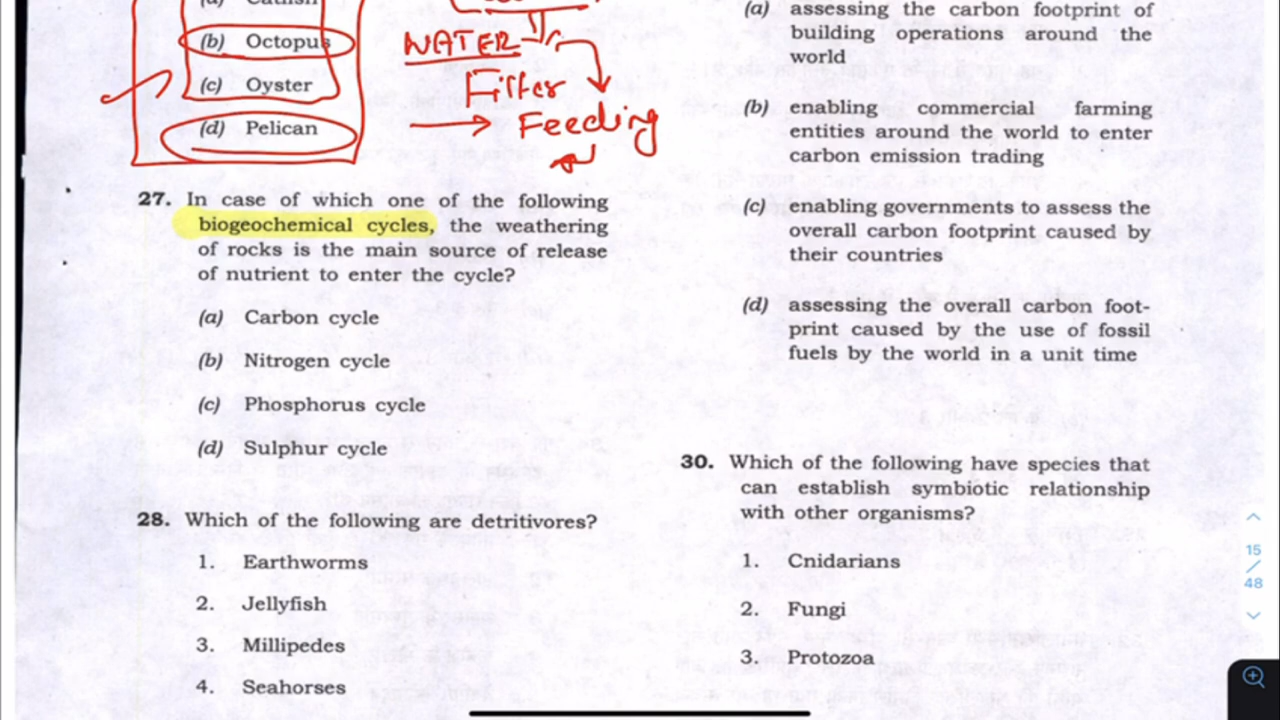 (b) Octopus
(c) Oyster
(d) Pelican
WATER
Filter
Feeding
27. In case of which one of the following
biogeochemical cycles, the weathering
of rocks is the main source of release
of nutrient to enter the cycle?
(a) Carbon cycle
(b) Nitrogen cycle
(c) Phosphorus cycle
(d) Sulphur cycle
28. Which of the following are detritivores?
1. Earthworms
2. Jellyfish
3. Millipedes
4. Seahorses
(a) assessing the carbon footprint of
building operations around the
world
(b) enabling commercial farming
entities around the world to enter
carbon emission trading
(c) enabling governments to assess the
overall carbon footprint caused by
their countries
(d) assessing the overall carbon foot-
print caused by the use of fossil
fuels by the world in a unit time
30. Which of the following have species that
can establish symbiotic relationship
with other organisms?
1. Cnidarians
2. Fungi
3. Protozoa
15
/
48